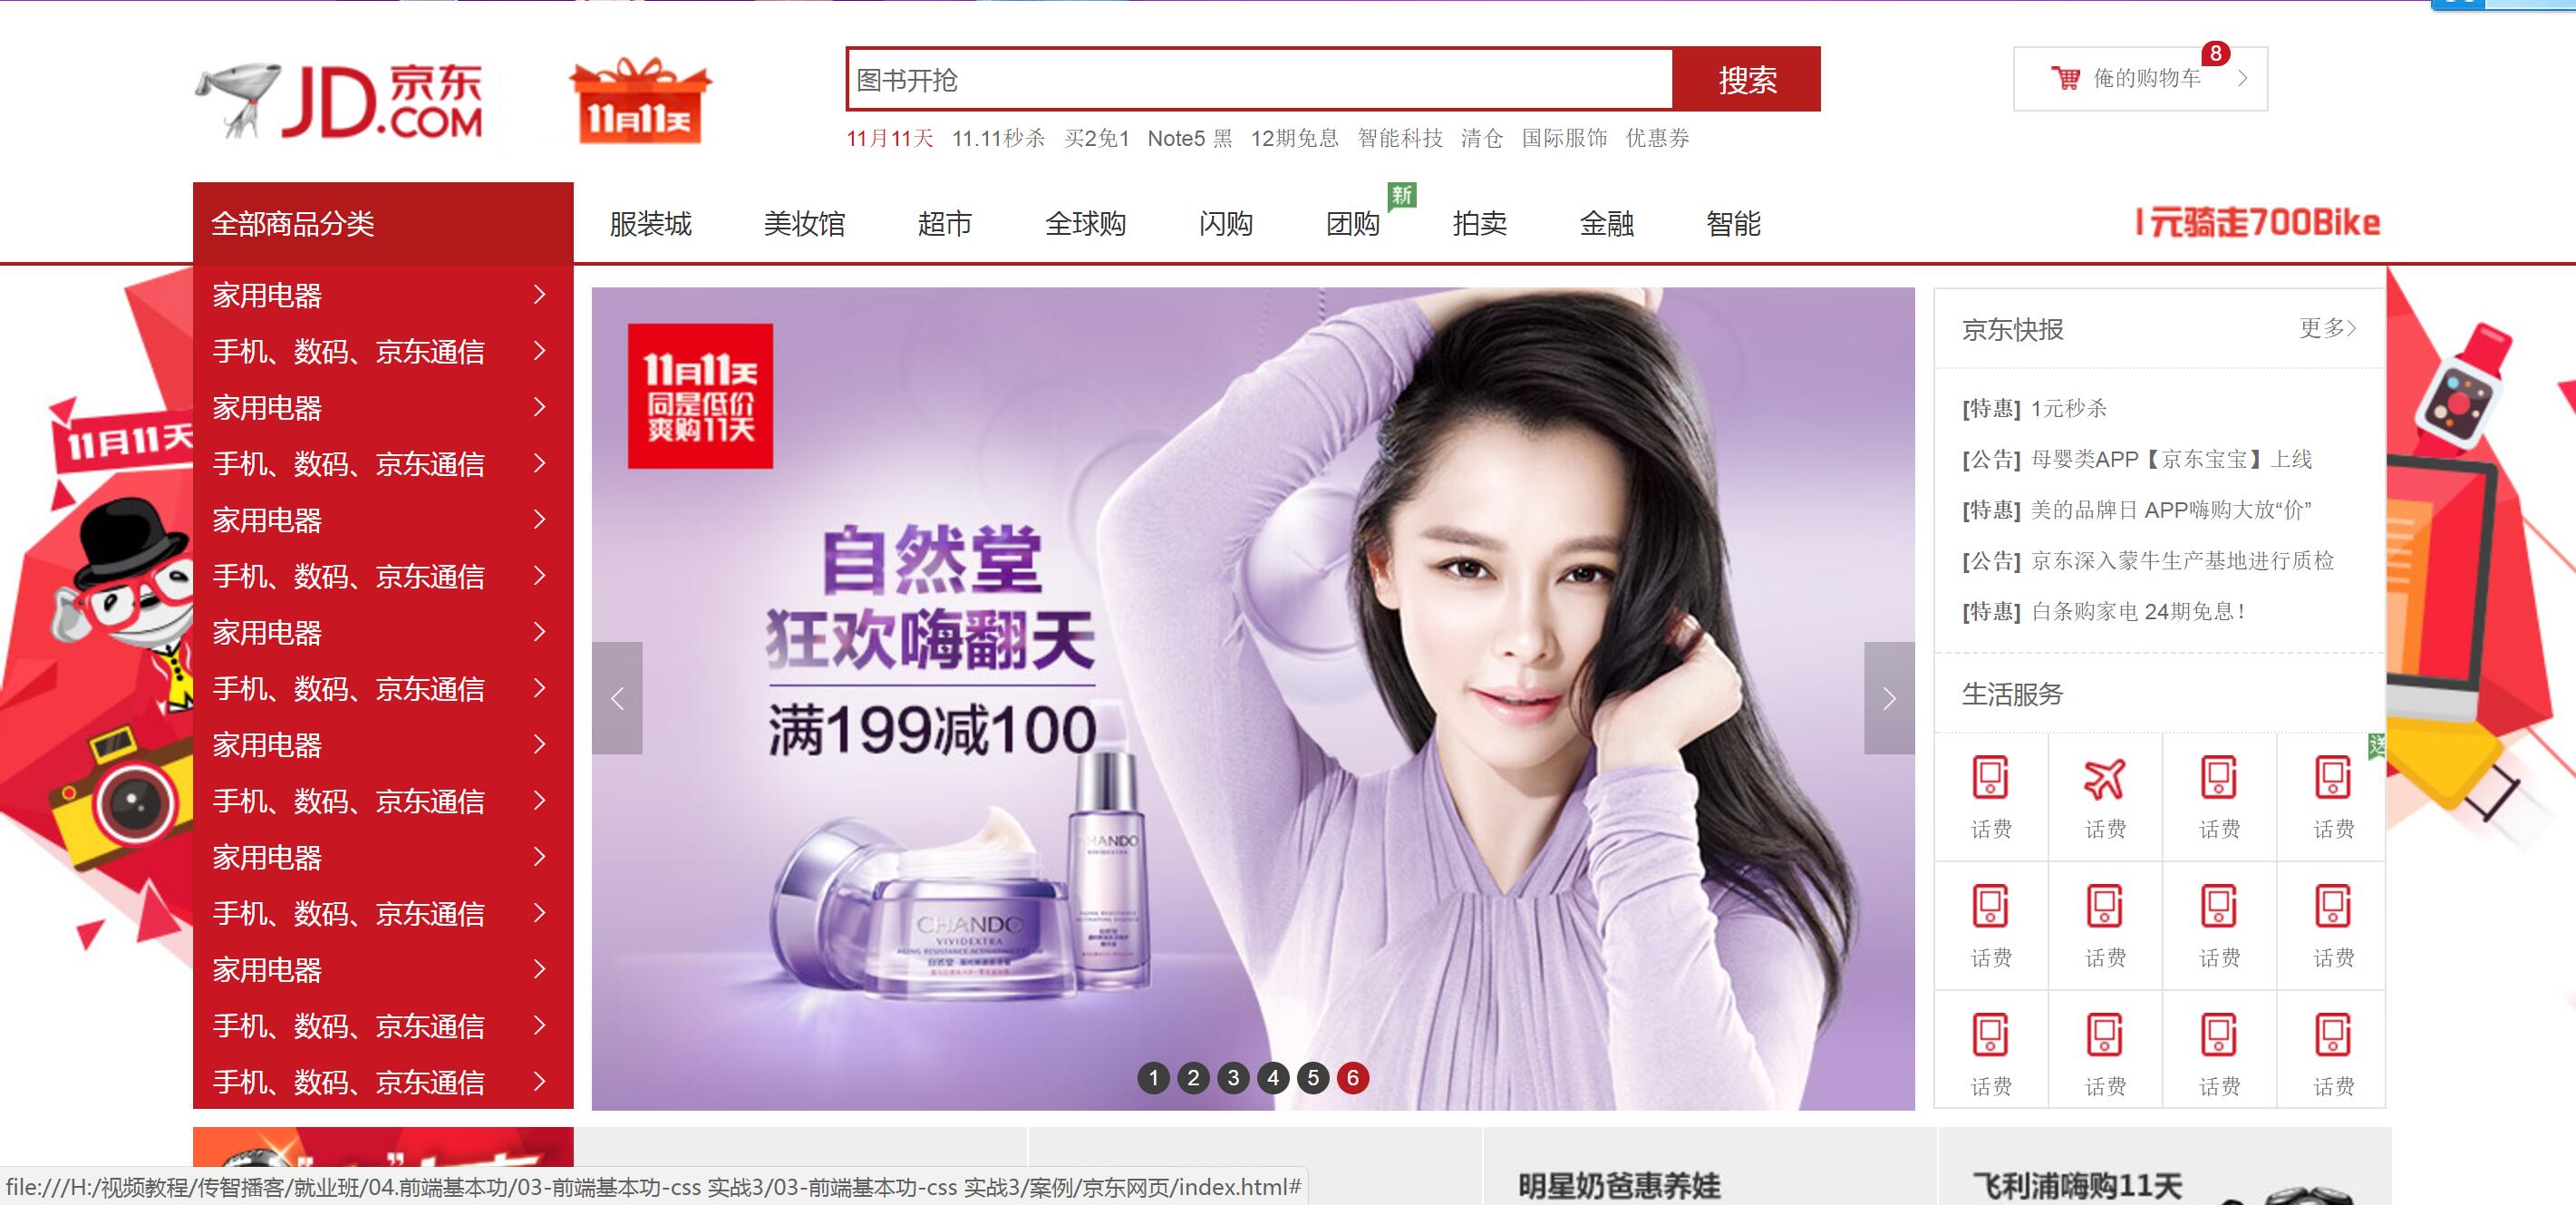 JD.京东
.COM
11月11天
图书开抢
搜索
俺的购物车
8
11月11天 11.11秒杀 买2免1 Note5 黑 12期免息 智能科技 清仓 国际服饰 优惠券
全部商品分类
服装城 美妆馆 超市 全球购 闪购 团购 新 拍卖 金融 智能
1元骑走700Bike
家用电器
手机、数码、京东通信
家用电器
手机、数码、京东通信
家用电器
手机、数码、京东通信
家用电器
手机、数码、京东通信
家用电器
手机、数码、京东通信
家用电器
手机、数码、京东通信
家用电器
手机、数码、京东通信
手机、数码、京东通信
11月11天
11月11天
同是低价
爽购11天
自然堂
狂欢嗨翻天
满199减100
CHANDO
VIVIDEXTRA
CHANDO
1 2 3 4 5 6
京东快报
更多
[特惠] 1元秒杀
[公告] 母婴类APP【京东宝宝】上线
[特惠] 美的品牌日 APP嗨购大放“价”
[公告] 京东深入蒙牛生产基地进行质检
[特惠] 白条购家电 24期免息!
生活服务
送
话费 话费 话费 话费
话费 话费 话费 话费
话费 话费 话费 话费
明星奶爸惠养娃
飞利浦嗨购11天
file:///H:/视频教程/传智播客/就业班/04.前端基本功/03-前端基本功-css 实战3/03-前端基本功-css 实战3/案例/京东网页/index.html#